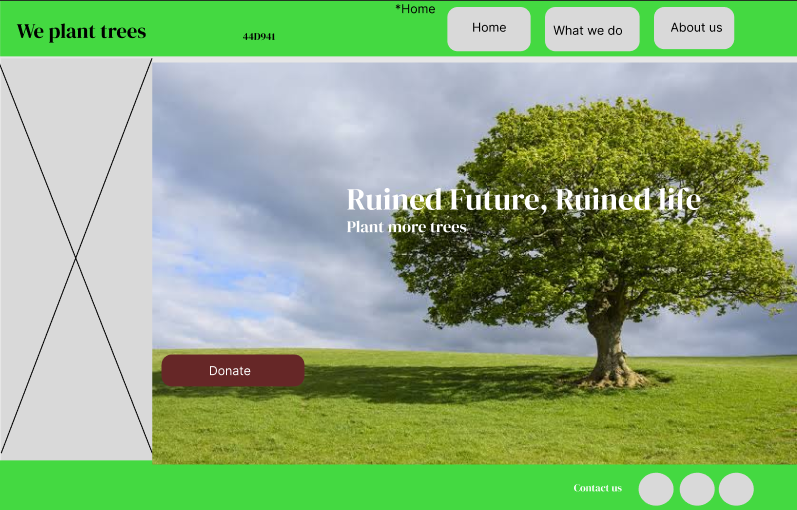 *Home
We plant trees
44D941
Home
What we do
About us
Ruined Future, Ruined life
Plant more trees
Donate
Contact us